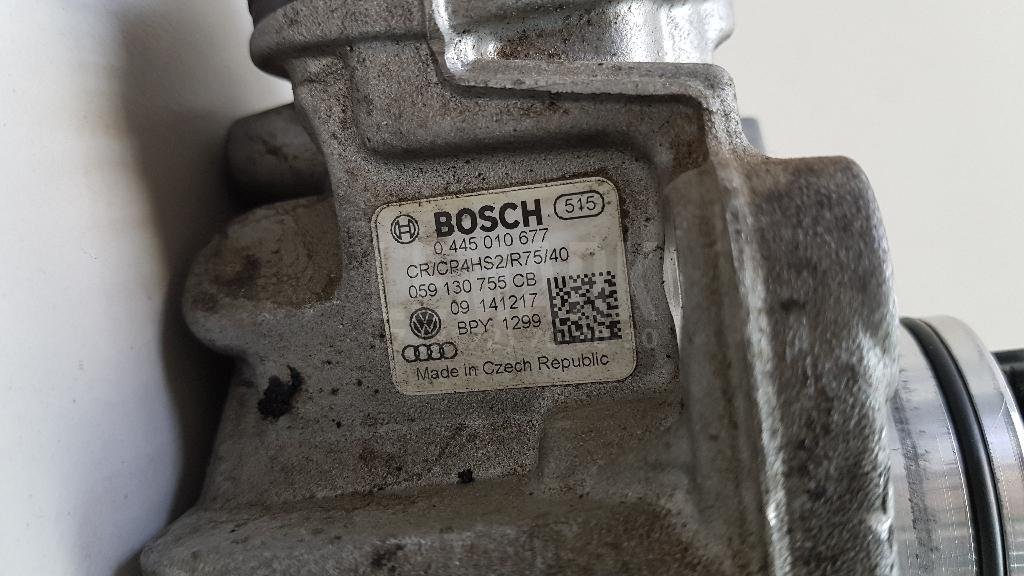 BOSCH 515
0 445 010 677
CR/CP4HS2/R75/40
059 130 755 CB
09 141217
BPY 1299
Made in Czech Republic